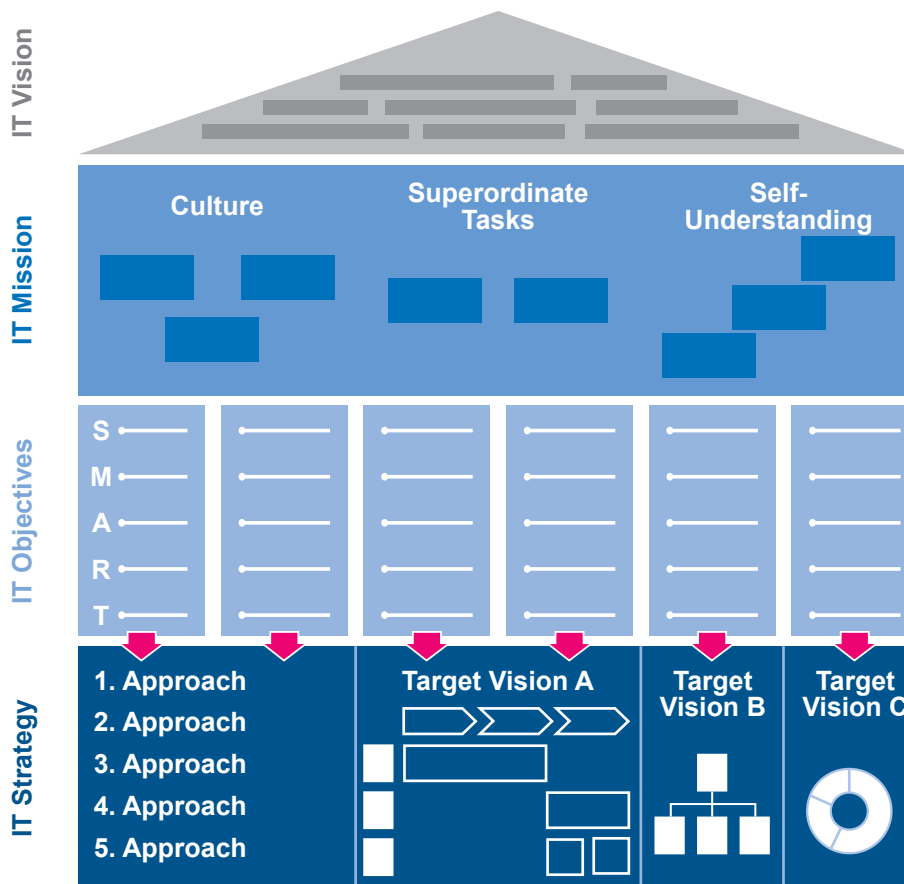 IT Vision
IT Mission
Culture
Superordinate
Tasks
Self-
Understanding
IT Objectives
S
M
A
R
T
IT Strategy
1. Approach
2. Approach
3. Approach
4. Approach
5. Approach
Target Vision A
Target
Vision B
Target
Vision C